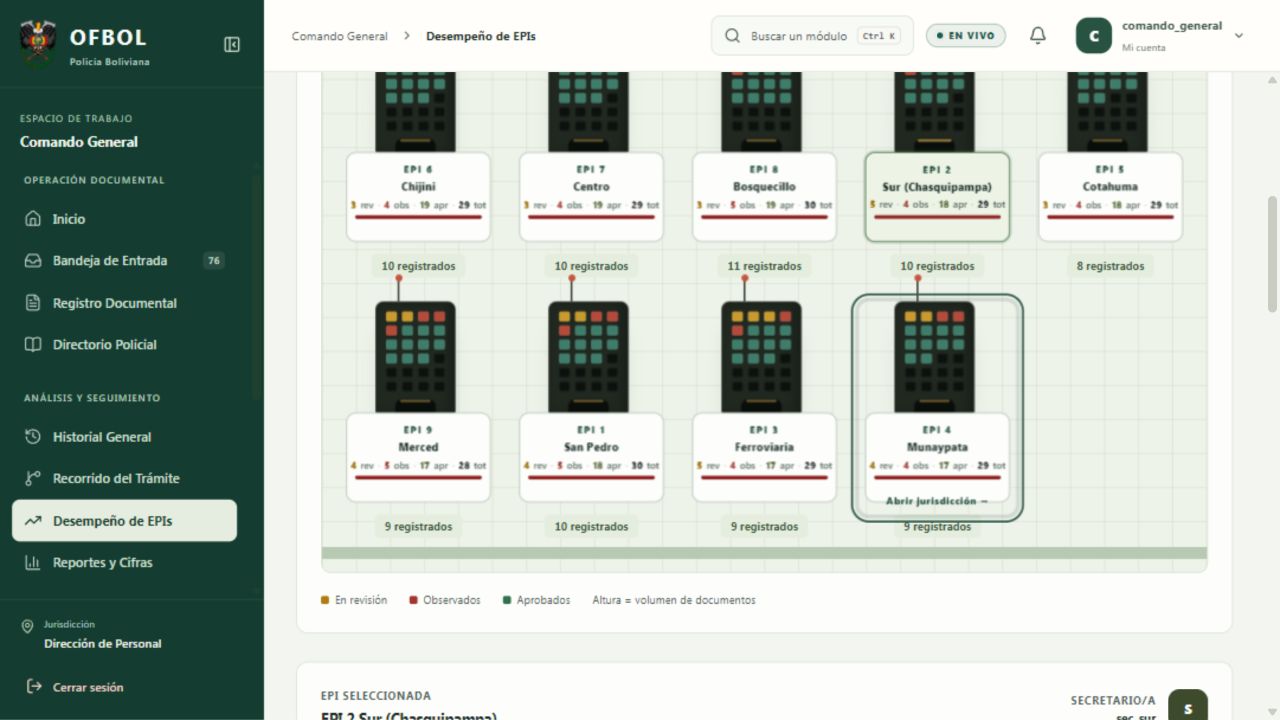 OFBOL
Policía Boliviana
Comando General > Desempeño de EPIs
Buscar un módulo Ctrl K
EN VIVO
C
comando_general
Mi cuenta
ESPACIO DE TRABAJO
Comando General
OPERACIÓN DOCUMENTAL
Inicio
Bandeja de Entrada 76
Registro Documental
Directorio Policial
ANÁLISIS Y SEGUIMIENTO
Historial General
Recorrido del Trámite
Desempeño de EPIs
Reportes y Cifras
Jurisdicción
Dirección de Personal
Cerrar sesión
EPI 6
Chijini
3 rev · 4 obs · 19 apr · 29 tot
10 registrados
EPI 7
Centro
3 rev · 4 obs · 19 apr · 29 tot
10 registrados
EPI 8
Bosquecillo
3 rev · 5 obs · 19 apr · 30 tot
11 registrados
EPI 2
Sur (Chasquipampa)
5 rev · 4 obs · 18 apr · 29 tot
10 registrados
EPI 5
Cotahuma
3 rev · 4 obs · 18 apr · 29 tot
8 registrados
EPI 9
Merced
4 rev · 5 obs · 17 apr · 28 tot
9 registrados
EPI 1
San Pedro
4 rev · 5 obs · 18 apr · 30 tot
10 registrados
EPI 3
Ferroviaria
5 rev · 4 obs · 17 apr · 29 tot
9 registrados
EPI 4
Munaypata
4 rev · 4 obs · 17 apr · 29 tot
Abrir jurisdicción →
9 registrados
En revisión
Observados
Aprobados
Altura = volumen de documentos
EPI SELECCIONADA
EPI 2 Sur (Chasquipampa)
SECRETARIO/A
sec_sur
S